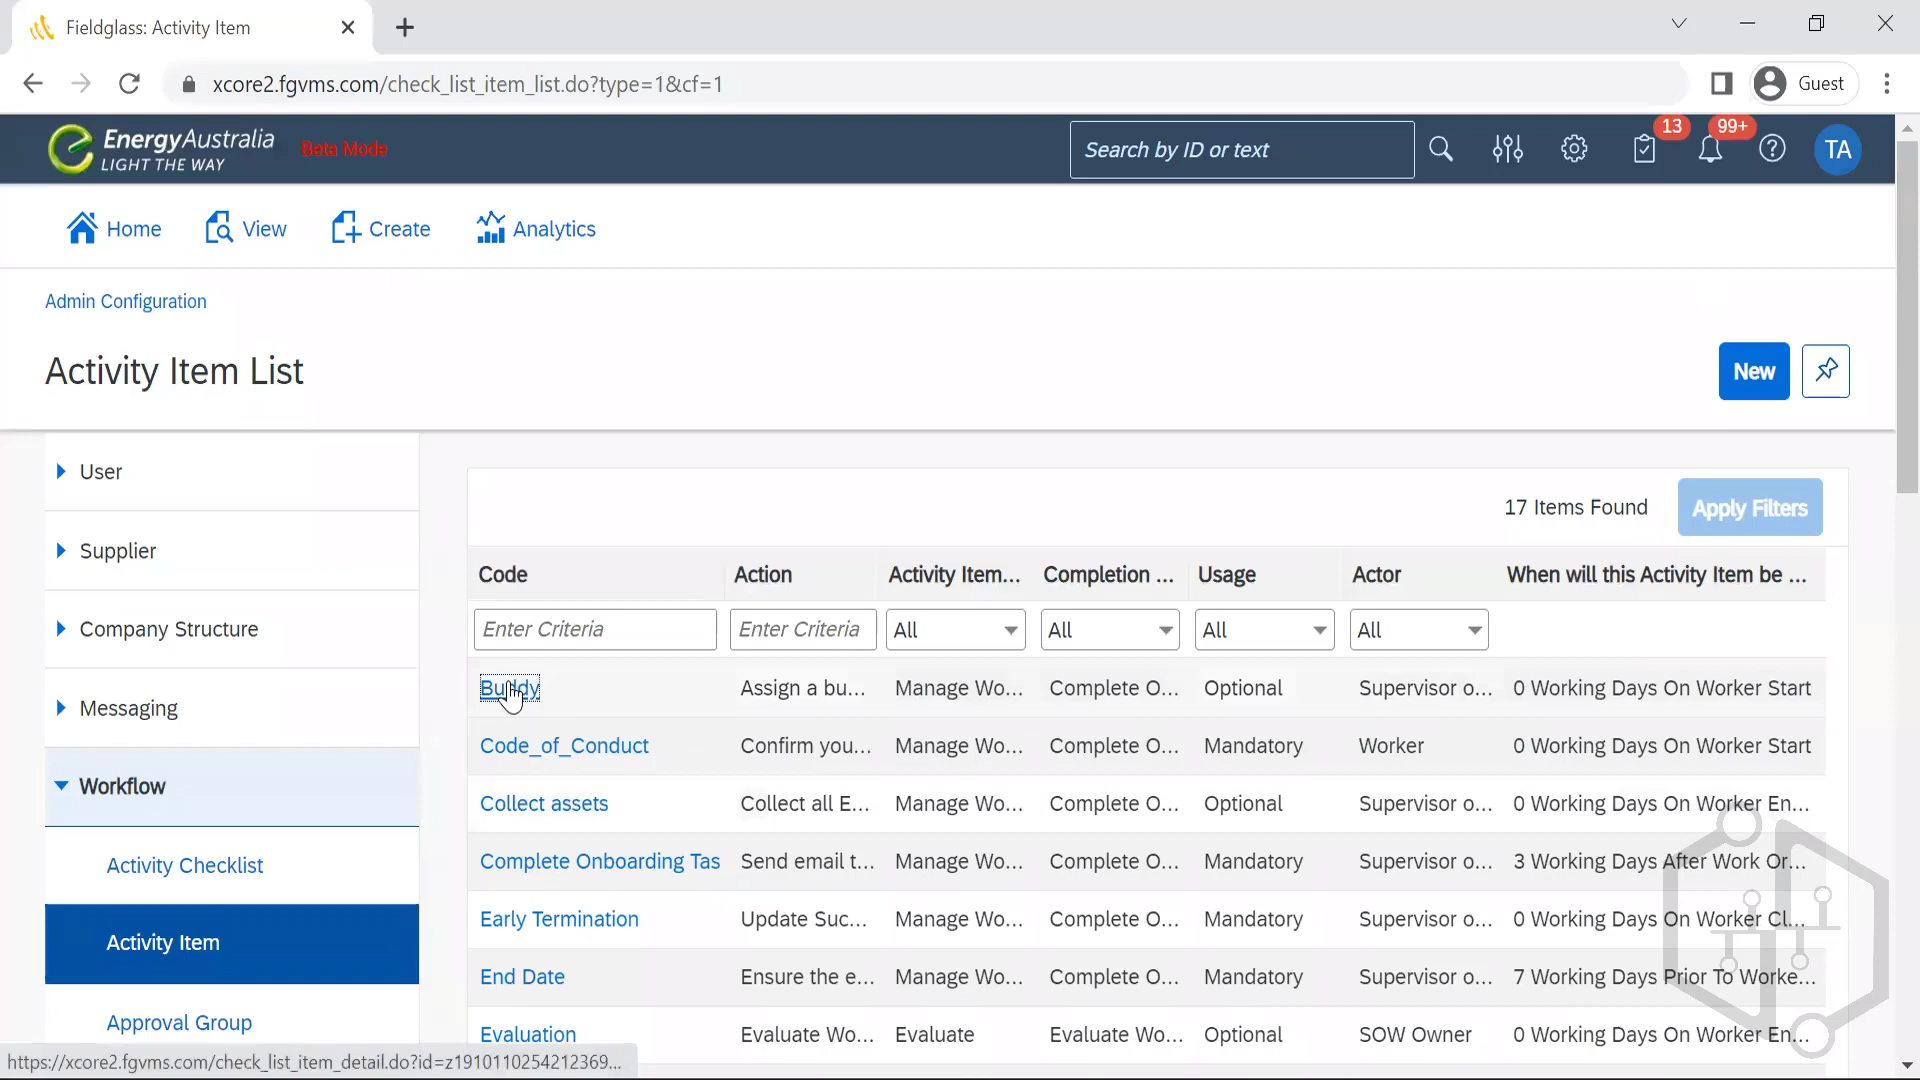 Fieldglass: Activity Item
xcore2.fgvms.com/check_list_item_list.do?type=1&cf=1
Guest
EnergyAustralia
LIGHT THE WAY
Beta Mode
Search by ID or text
13
99+
TA
Home
View
Create
Analytics
Admin Configuration
Activity Item List
New
User
Supplier
Company Structure
Messaging
Workflow
Activity Checklist
Activity Item
Approval Group
17 Items Found
Apply Filters
Code Action Activity Item... Completion ... Usage Actor When will this Activity Item be ...
Enter Criteria Enter Criteria All All All All
Buddy Assign a bu... Manage Wo... Complete O... Optional Supervisor o... 0 Working Days On Worker Start
Code_of_Conduct Confirm you... Manage Wo... Complete O... Mandatory Worker 0 Working Days On Worker Start
Collect assets Collect all E... Manage Wo... Complete O... Optional Supervisor o... 0 Working Days On Worker En...
Complete Onboarding Tas Send email t... Manage Wo... Complete O... Mandatory Supervisor o... 3 Working Days After Work Or...
Early Termination Update Suc... Manage Wo... Complete O... Mandatory Supervisor o... 0 Working Days On Worker Cl...
End Date Ensure the e... Manage Wo... Complete O... Mandatory Supervisor o... 7 Working Days Prior To Worke...
Evaluation Evaluate Wo... Evaluate Evaluate Wo... Optional SOW Owner 0 Working Days On Worker En...
https://xcore2.fgvms.com/check_list_item_detail.do?id=z1910110254212369...